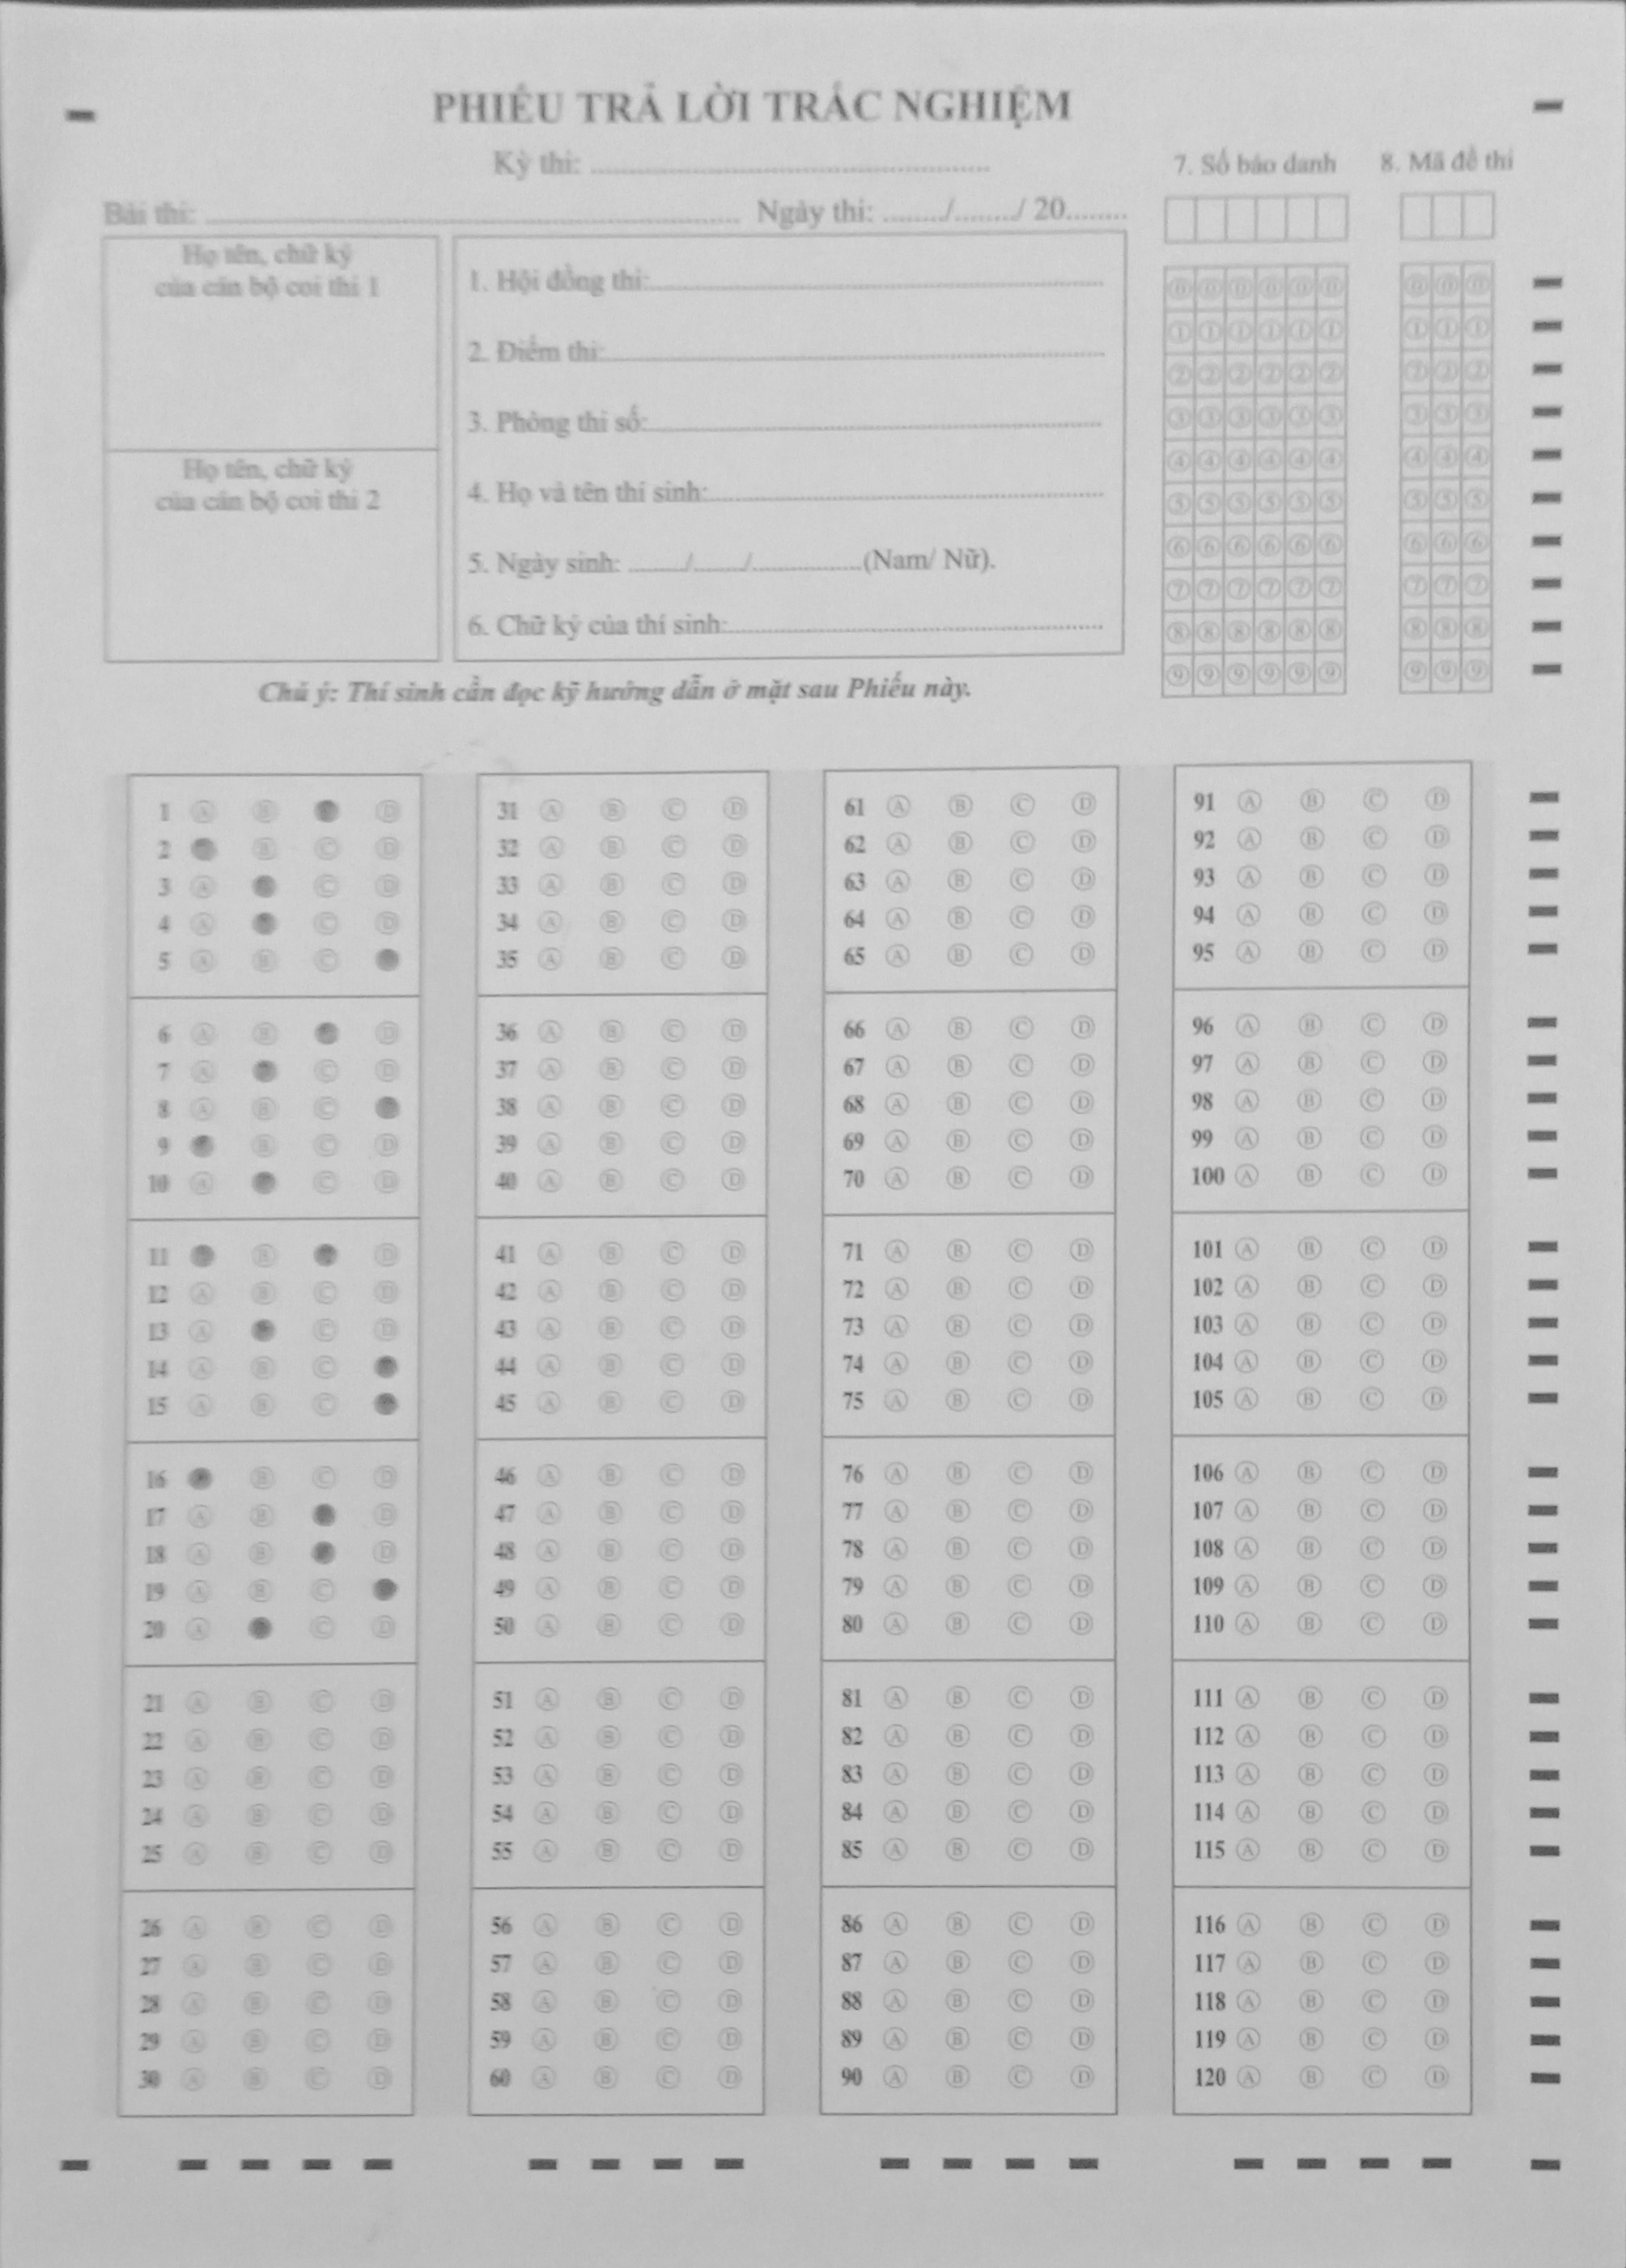 PHIẾU TRẢ LỜI TRẮC NGHIỆM
Kỳ thi: ..........
7. Số báo danh
8. Mã đề thi
Bài thi: ..........
Ngày thi: ......../......../ 20........
Họ tên, chữ ký
của cán bộ coi thi 1
Họ tên, chữ ký
của cán bộ coi thi 2
1. Hội đồng thi:..........
2. Điểm thi:..........
3. Phòng thi số:..........
4. Họ và tên thí sinh:..........
5. Ngày sinh: ........./......../...............(Nam/ Nữ).
6. Chữ ký của thí sinh:..........
0 0 0 0 0 0 0 0 0
1 1 1 1 1 1 1 1 1
2 2 2 2 2 2 2 2 2
3 3 3 3 3 3 3 3 3
4 4 4 4 4 4 4 4 4
5 5 5 5 5 5 5 5 5
6 6 6 6 6 6 6 6 6
7 7 7 7 7 7 7 7 7
8 8 8 8 8 8 8 8 8
9 9 9 9 9 9 9 9 9
Chú ý: Thí sinh cần đọc kỹ hướng dẫn ở mặt sau Phiếu này.
1 A B D
2 B C D
3 A C D
4 A C D
5 A B C
6 A B D
7 A C D
8 A B C
9 B C D
10 A C D
11 B D
12 A B C D
13 A C D
14 A B C
15 A B C
16 B C D
17 A B D
18 A B D
19 A B C
20 A C D
21 A B C D
22 A B C D
23 A B C D
24 A B C D
25 A B C D
26 A B C D
27 A B C D
28 A B C D
29 A B C D
30 A B C D
31 A B C D
32 A B C D
33 A B C D
34 A B C D
35 A B C D
36 A B C D
37 A B C D
38 A B C D
39 A B C D
40 A B C D
41 A B C D
42 A B C D
43 A B C D
44 A B C D
45 A B C D
46 A B C D
47 A B C D
48 A B C D
49 A B C D
50 A B C D
51 A B C D
52 A B C D
53 A B C D
54 A B C D
55 A B C D
56 A B C D
57 A B C D
58 A B C D
59 A B C D
60 A B C D
61 A B C D
62 A B C D
63 A B C D
64 A B C D
65 A B C D
66 A B C D
67 A B C D
68 A B C D
69 A B C D
70 A B C D
71 A B C D
72 A B C D
73 A B C D
74 A B C D
75 A B C D
76 A B C D
77 A B C D
78 A B C D
79 A B C D
80 A B C D
81 A B C D
82 A B C D
83 A B C D
84 A B C D
85 A B C D
86 A B C D
87 A B C D
88 A B C D
89 A B C D
90 A B C D
91 A B C D
92 A B C D
93 A B C D
94 A B C D
95 A B C D
96 A B C D
97 A B C D
98 A B C D
99 A B C D
100 A B C D
101 A B C D
102 A B C D
103 A B C D
104 A B C D
105 A B C D
106 A B C D
107 A B C D
108 A B C D
109 A B C D
110 A B C D
111 A B C D
112 A B C D
113 A B C D
114 A B C D
115 A B C D
116 A B C D
117 A B C D
118 A B C D
119 A B C D
120 A B C D